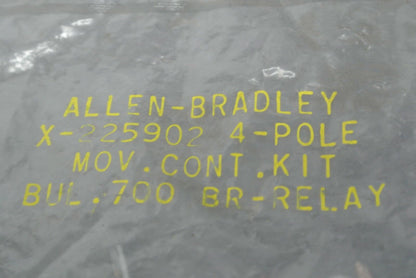 ALLEN-BRADLEY
X-225902 4-POLE
MOV.CONT.KIT
BUL.700 BR-RELAY